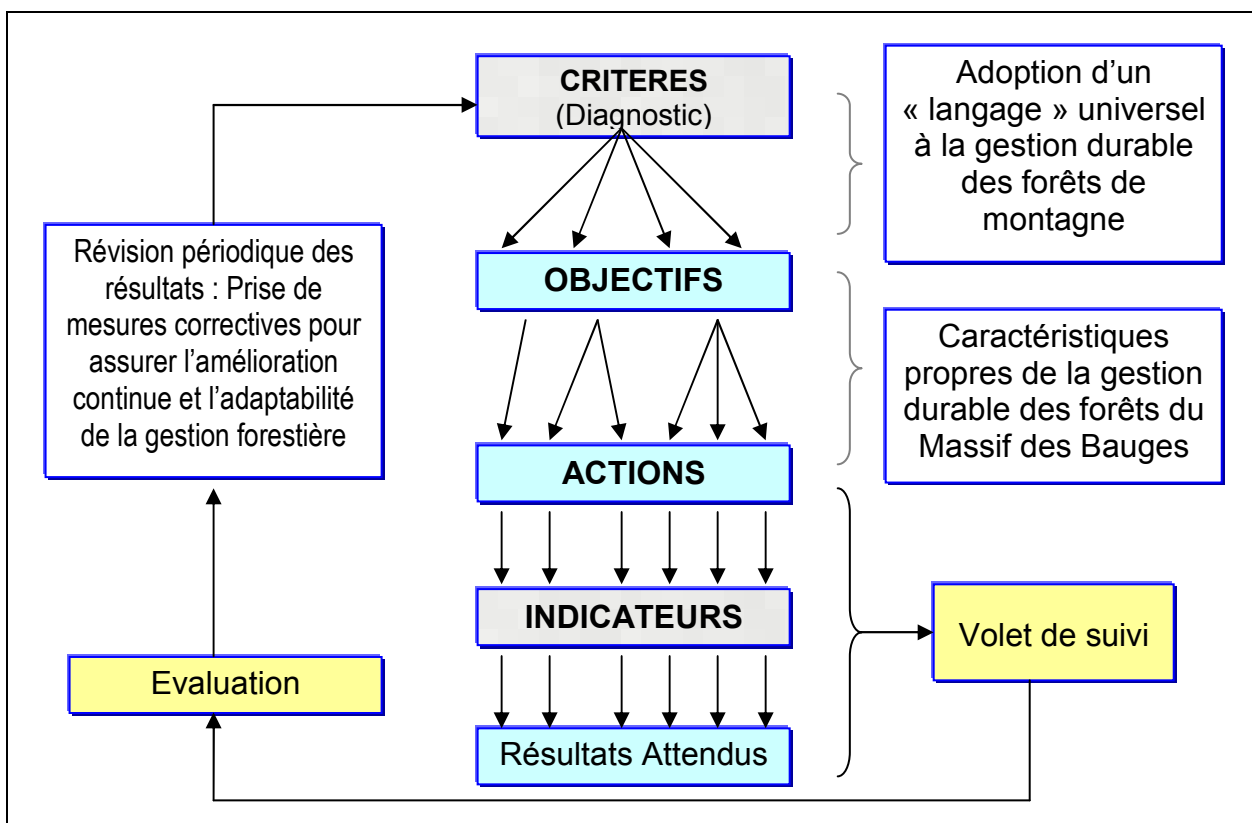 CRITERES
(Diagnostic)
Adoption d’un
« langage » universel
à la gestion durable
des forêts de
montagne
Révision périodique des
résultats : Prise de
mesures correctives pour
assurer l’amélioration
continue et l’adaptabilité
de la gestion forestière
OBJECTIFS
Caractéristiques
propres de la gestion
durable des forêts du
Massif des Bauges
ACTIONS
INDICATEURS
Volet de suivi
Evaluation
Résultats Attendus